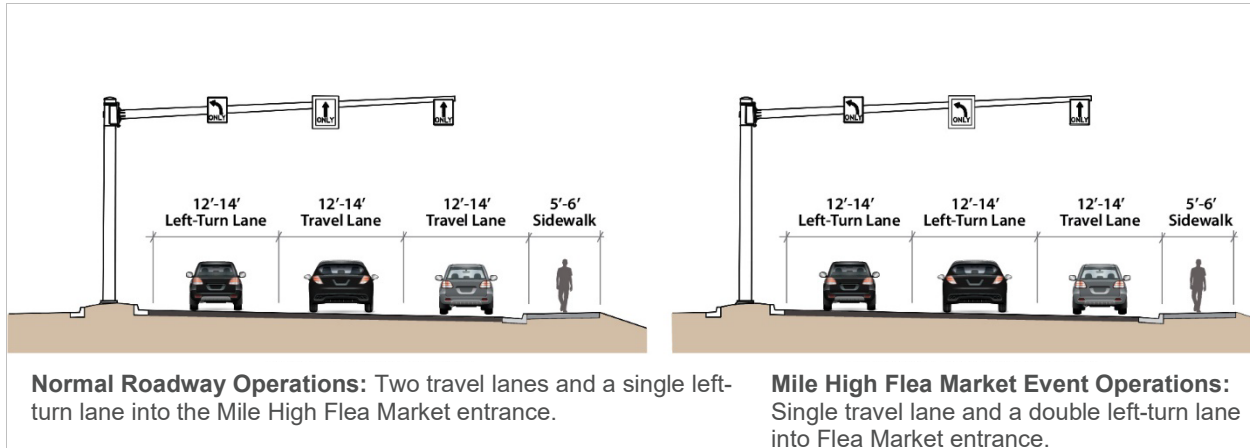 ONLY ONLY ONLY
12'-14' 12'-14' 12'-14' 5'-6'
Left-Turn Lane Travel Lane Travel Lane Sidewalk
Normal Roadway Operations: Two travel lanes and a single left-
turn lane into the Mile High Flea Market entrance.
ONLY ONLY ONLY
12'-14' 12'-14' 12'-14' 5'-6'
Left-Turn Lane Left-Turn Lane Travel Lane Sidewalk
Mile High Flea Market Event Operations:
Single travel lane and a double left-turn lane
into Flea Market entrance.